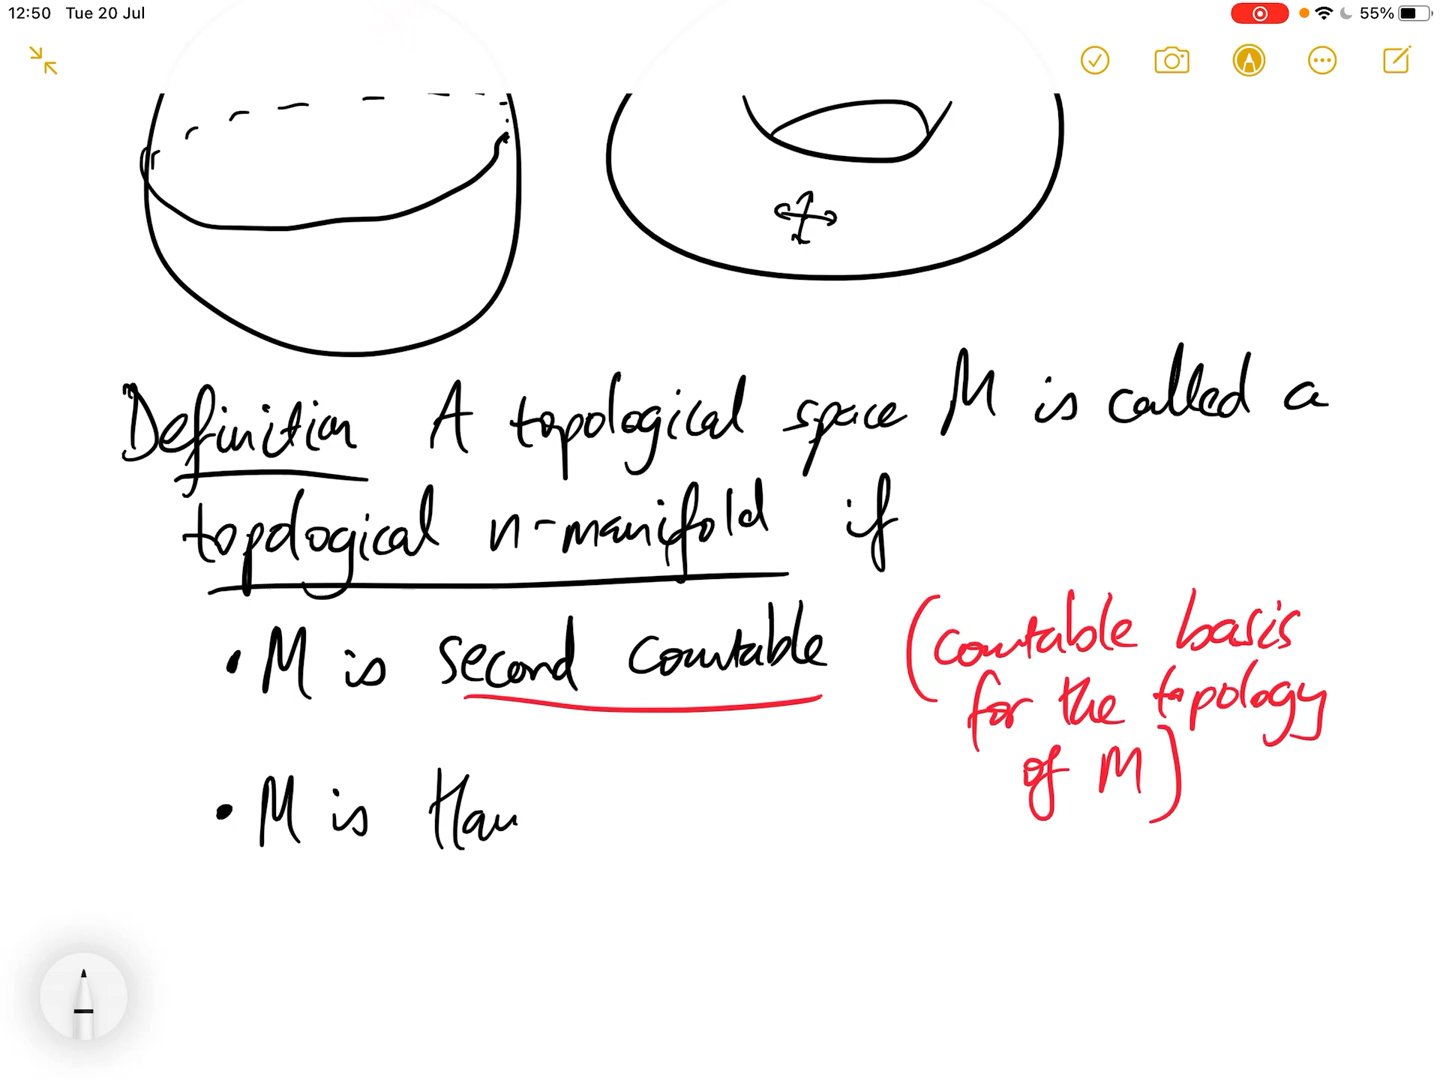 12:50 Tue 20 Jul 55%
Definition A topological space M is called a
topological n-manifold if
• M is second countable (countable basis
for the topology
of M)
• M is Hau